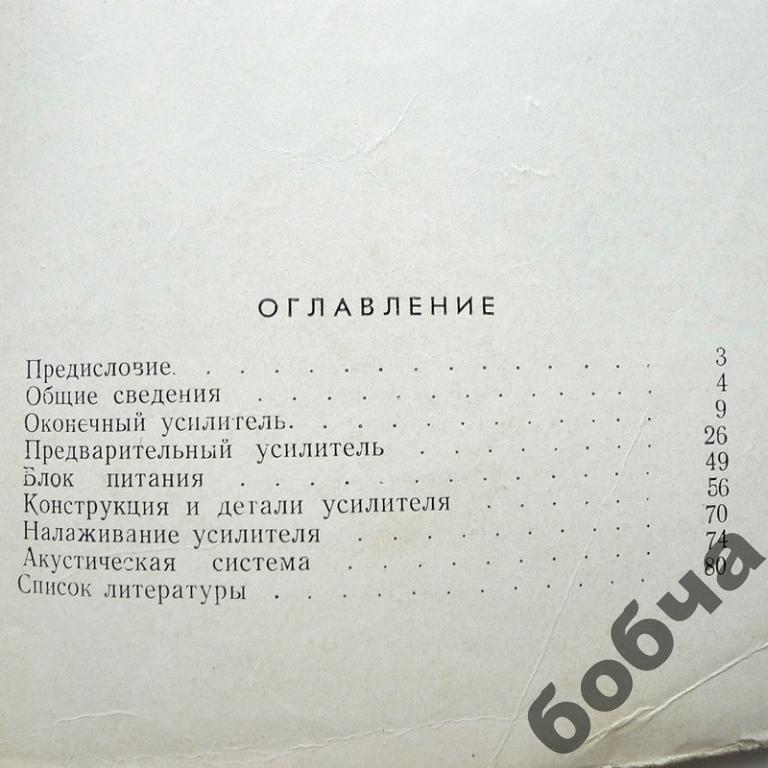 ОГЛАВЛЕНИЕ
Предисловие. . . . . . . . . . . . . 3
Общие сведения . . . . . . . . . . . 4
Оконечный усилитель. . . . . . . . . 9
Предварительный усилитель . . . . . . 26
Блок питания . . . . . . . . . . . . 49
Конструкция и детали усилителя . . . . 56
Налаживание усилителя . . . . . . . . 70
Акустическая система . . . . . . . . 74
Список литературы . . . . . . . . . . 80
бобча